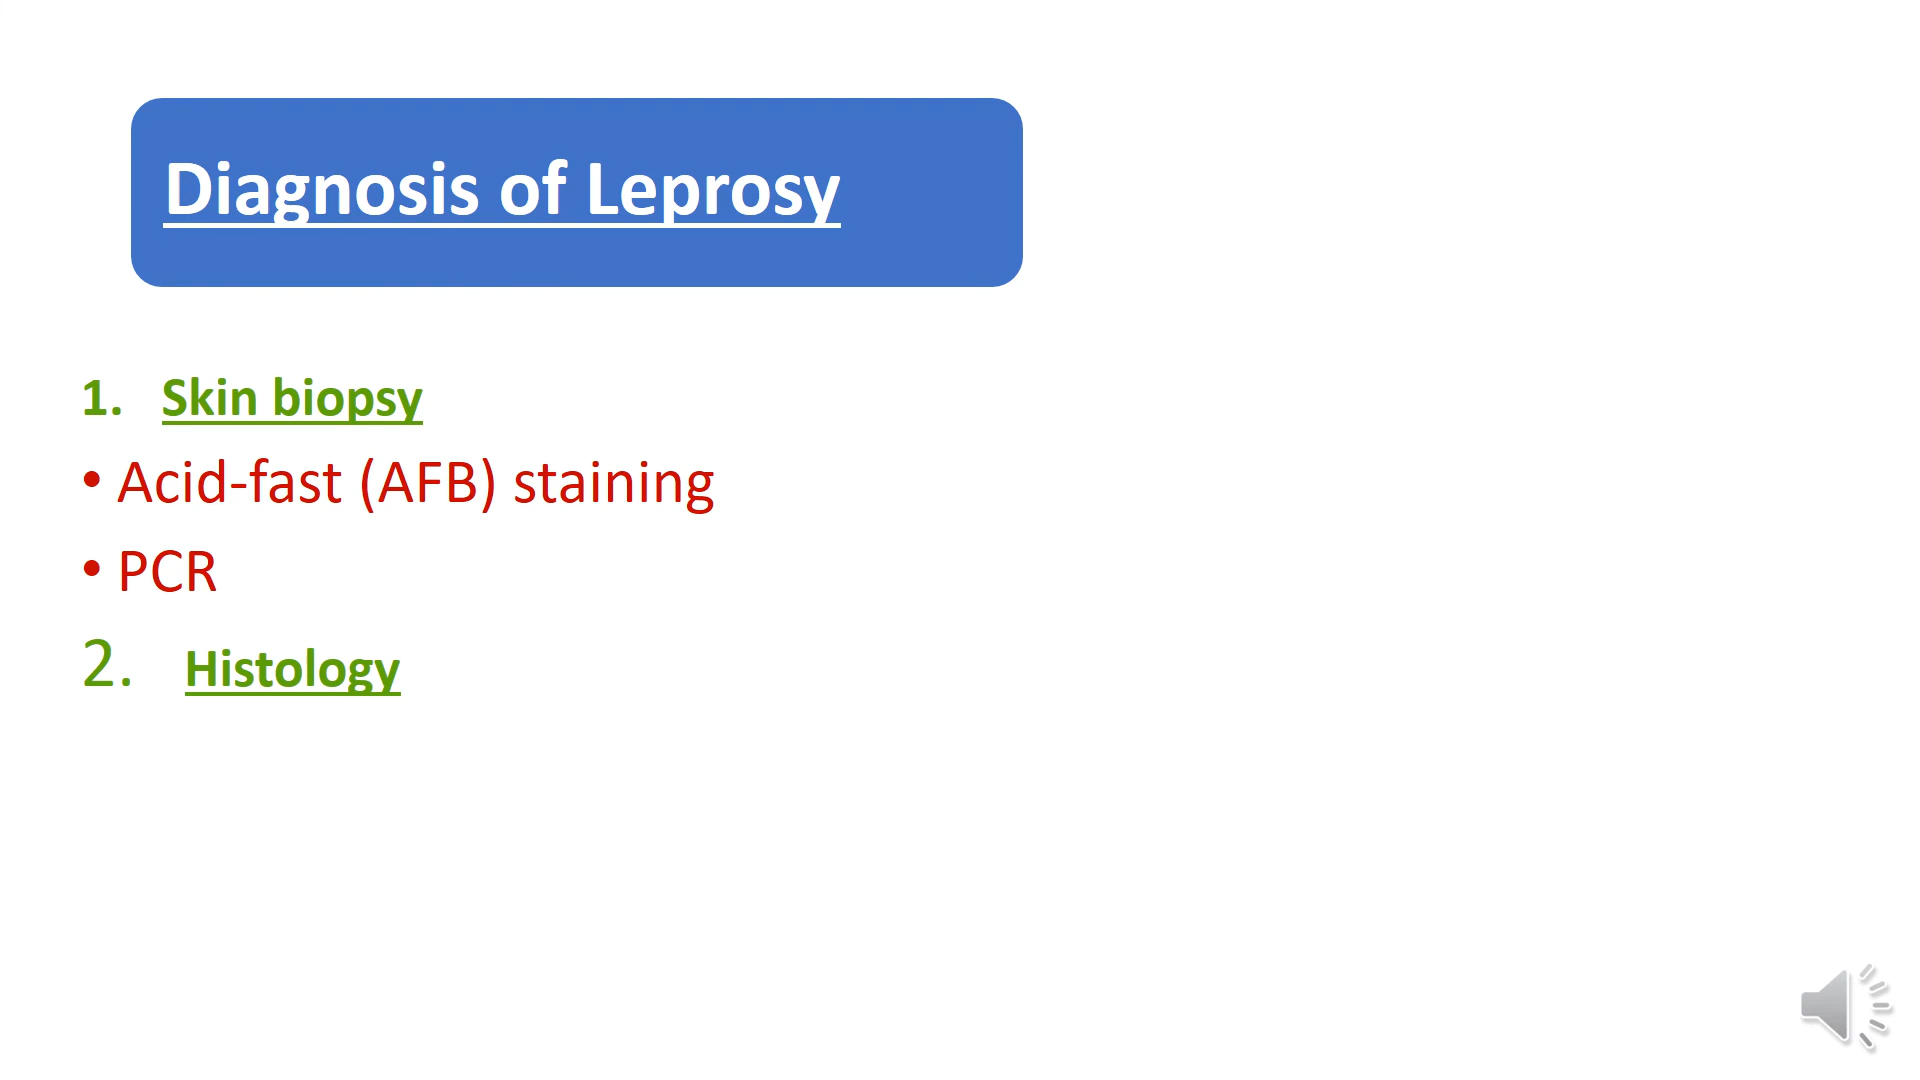 Diagnosis of Leprosy
1. Skin biopsy
• Acid-fast (AFB) staining
• PCR
2. Histology